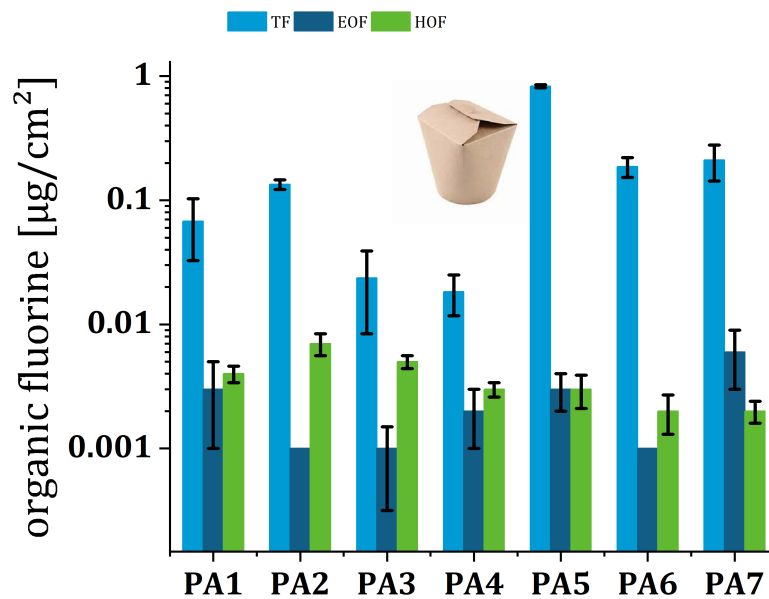 TF EOF HOF
organic fluorine [µg/cm²]
1
0.1
0.01
0.001
PA1 PA2 PA3 PA4 PA5 PA6 PA7